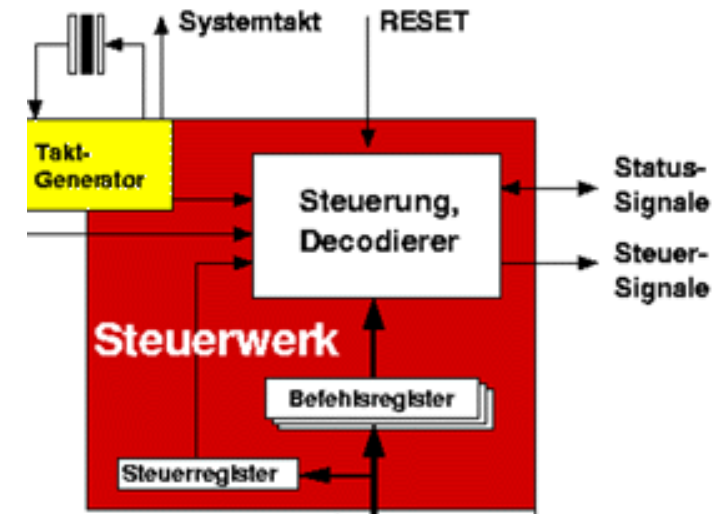 Systemtakt
RESET
Takt-
Generator
Steuerung,
Decodierer
Status-
Signale
Steuer-
Signale
Steuerwerk
Befehlsregister
Steuerregister